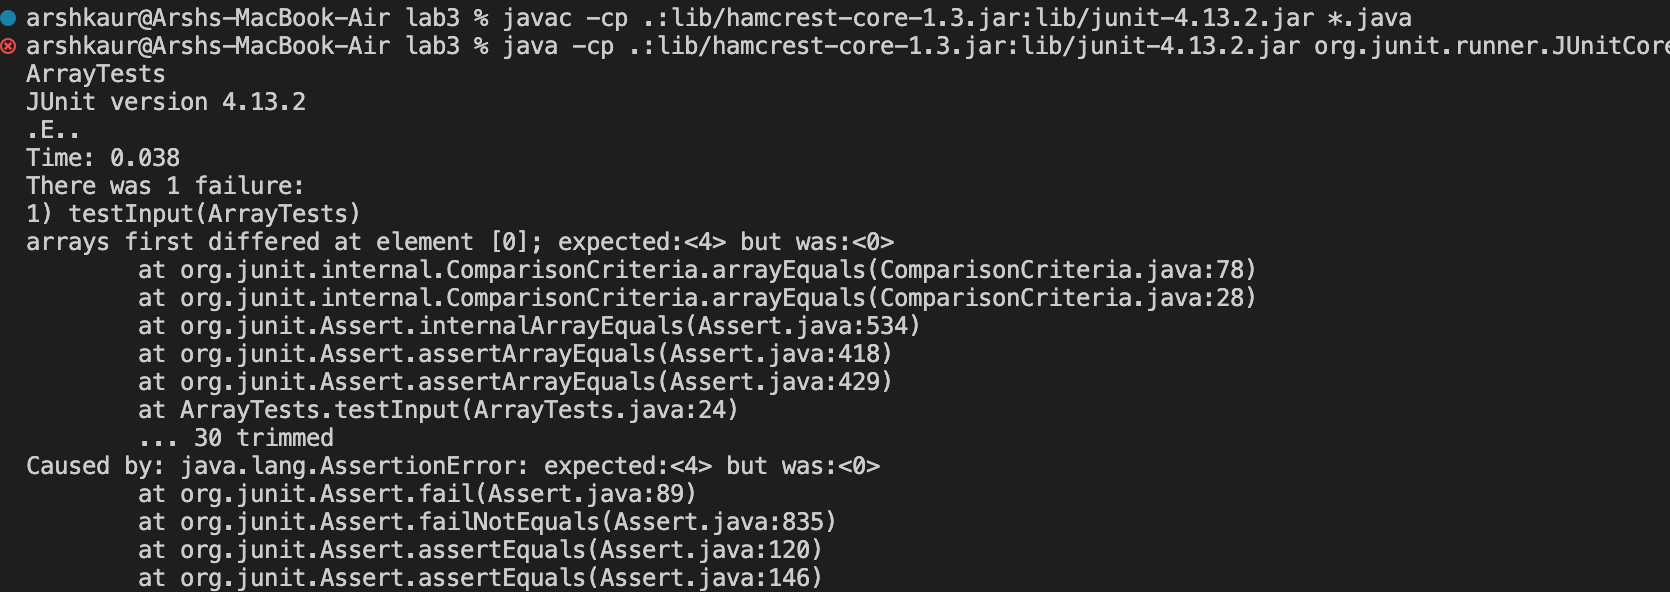 arshkaur@Arshs-MacBook-Air lab3 % javac -cp .:lib/hamcrest-core-1.3.jar:lib/junit-4.13.2.jar *.java
arshkaur@Arshs-MacBook-Air lab3 % java -cp .:lib/hamcrest-core-1.3.jar:lib/junit-4.13.2.jar org.junit.runner.JUnitCore
ArrayTests
JUnit version 4.13.2
.E..
Time: 0.038
There was 1 failure:
1) testInput(ArrayTests)
arrays first differed at element [0]; expected:<4> but was:<0>
        at org.junit.internal.ComparisonCriteria.arrayEquals(ComparisonCriteria.java:78)
        at org.junit.internal.ComparisonCriteria.arrayEquals(ComparisonCriteria.java:28)
        at org.junit.Assert.internalArrayEquals(Assert.java:534)
        at org.junit.Assert.assertArrayEquals(Assert.java:418)
        at org.junit.Assert.assertArrayEquals(Assert.java:429)
        at ArrayTests.testInput(ArrayTests.java:24)
        ... 30 trimmed
Caused by: java.lang.AssertionError: expected:<4> but was:<0>
        at org.junit.Assert.fail(Assert.java:89)
        at org.junit.Assert.failNotEquals(Assert.java:835)
        at org.junit.Assert.assertEquals(Assert.java:120)
        at org.junit.Assert.assertEquals(Assert.java:146)